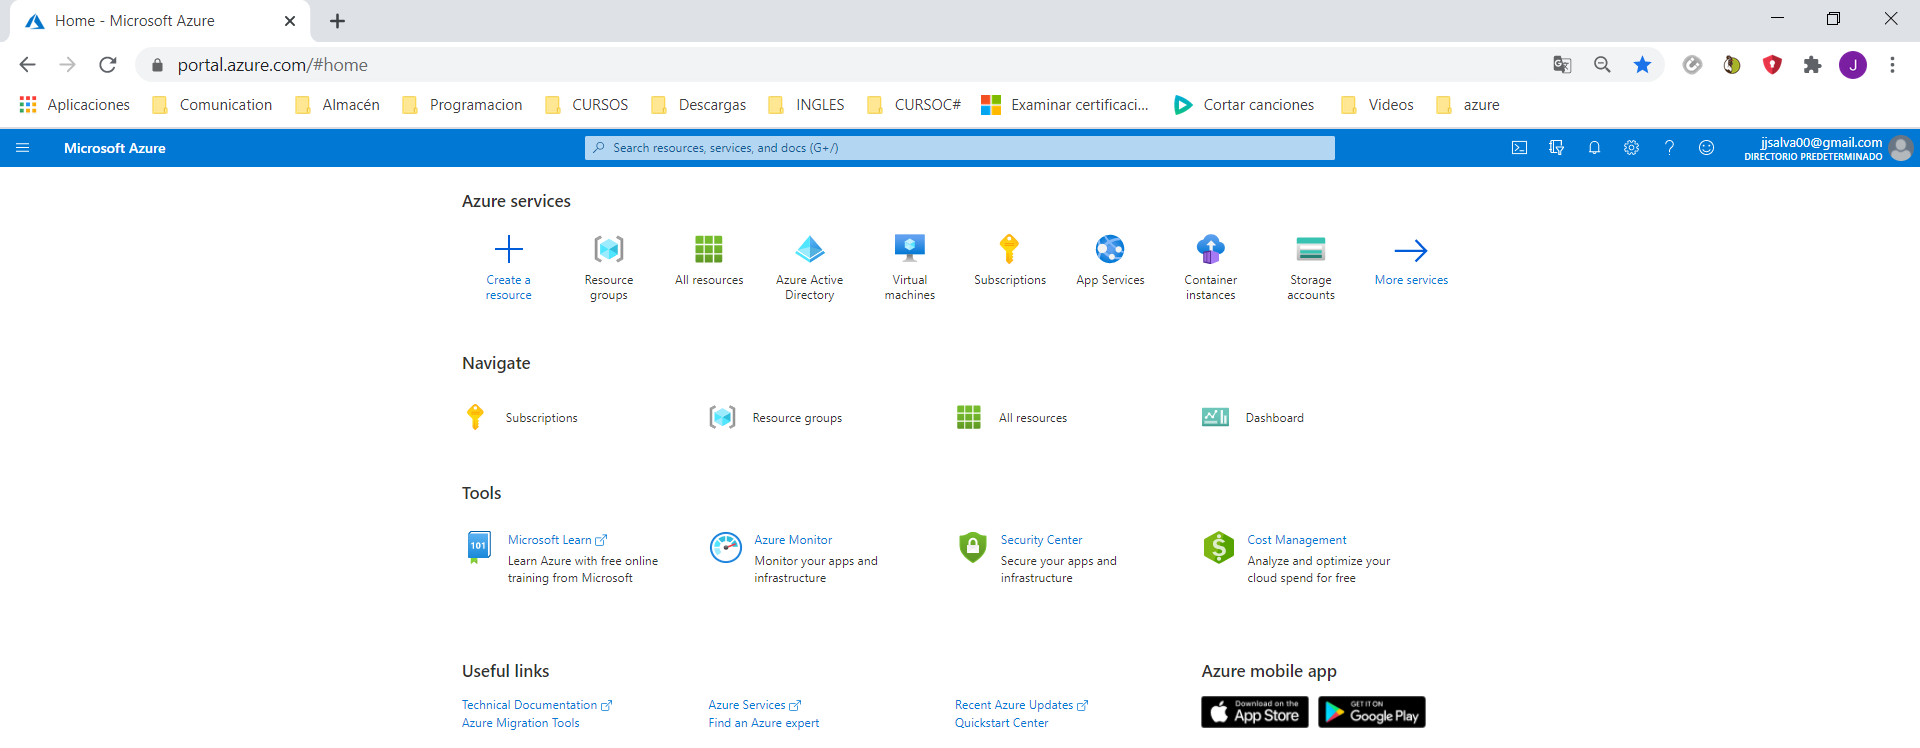 Home - Microsoft Azure
portal.azure.com/#home
J
Aplicaciones Comunication Almacén Programacion CURSOS Descargas INGLES CURSOC# Examinar certificaci... Cortar canciones Videos azure
Microsoft Azure
Search resources, services, and docs (G+/)
jjsalva00@gmail.com
DIRECTORIO PREDETERMINADO
Azure services
Create a
resource
Resource
groups
All resources
Azure Active
Directory
Virtual
machines
Subscriptions
App Services
Container
instances
Storage
accounts
More services
Navigate
Subscriptions
Resource groups
All resources
Dashboard
Tools
101
Microsoft Learn
Learn Azure with free online
training from Microsoft
Azure Monitor
Monitor your apps and
infrastructure
Security Center
Secure your apps and
infrastructure
$
Cost Management
Analyze and optimize your
cloud spend for free
Useful links
Technical Documentation
Azure Migration Tools
Azure Services
Find an Azure expert
Recent Azure Updates
Quickstart Center
Azure mobile app
Download on the
App Store
GET IT ON
Google Play